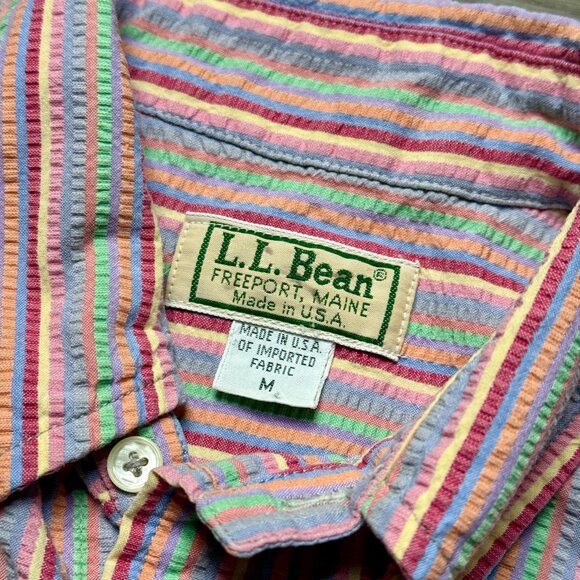 L.L. Bean®
FREEPORT, MAINE
Made in U.S.A.
MADE IN U.S.A.
OF IMPORTED
FABRIC
M